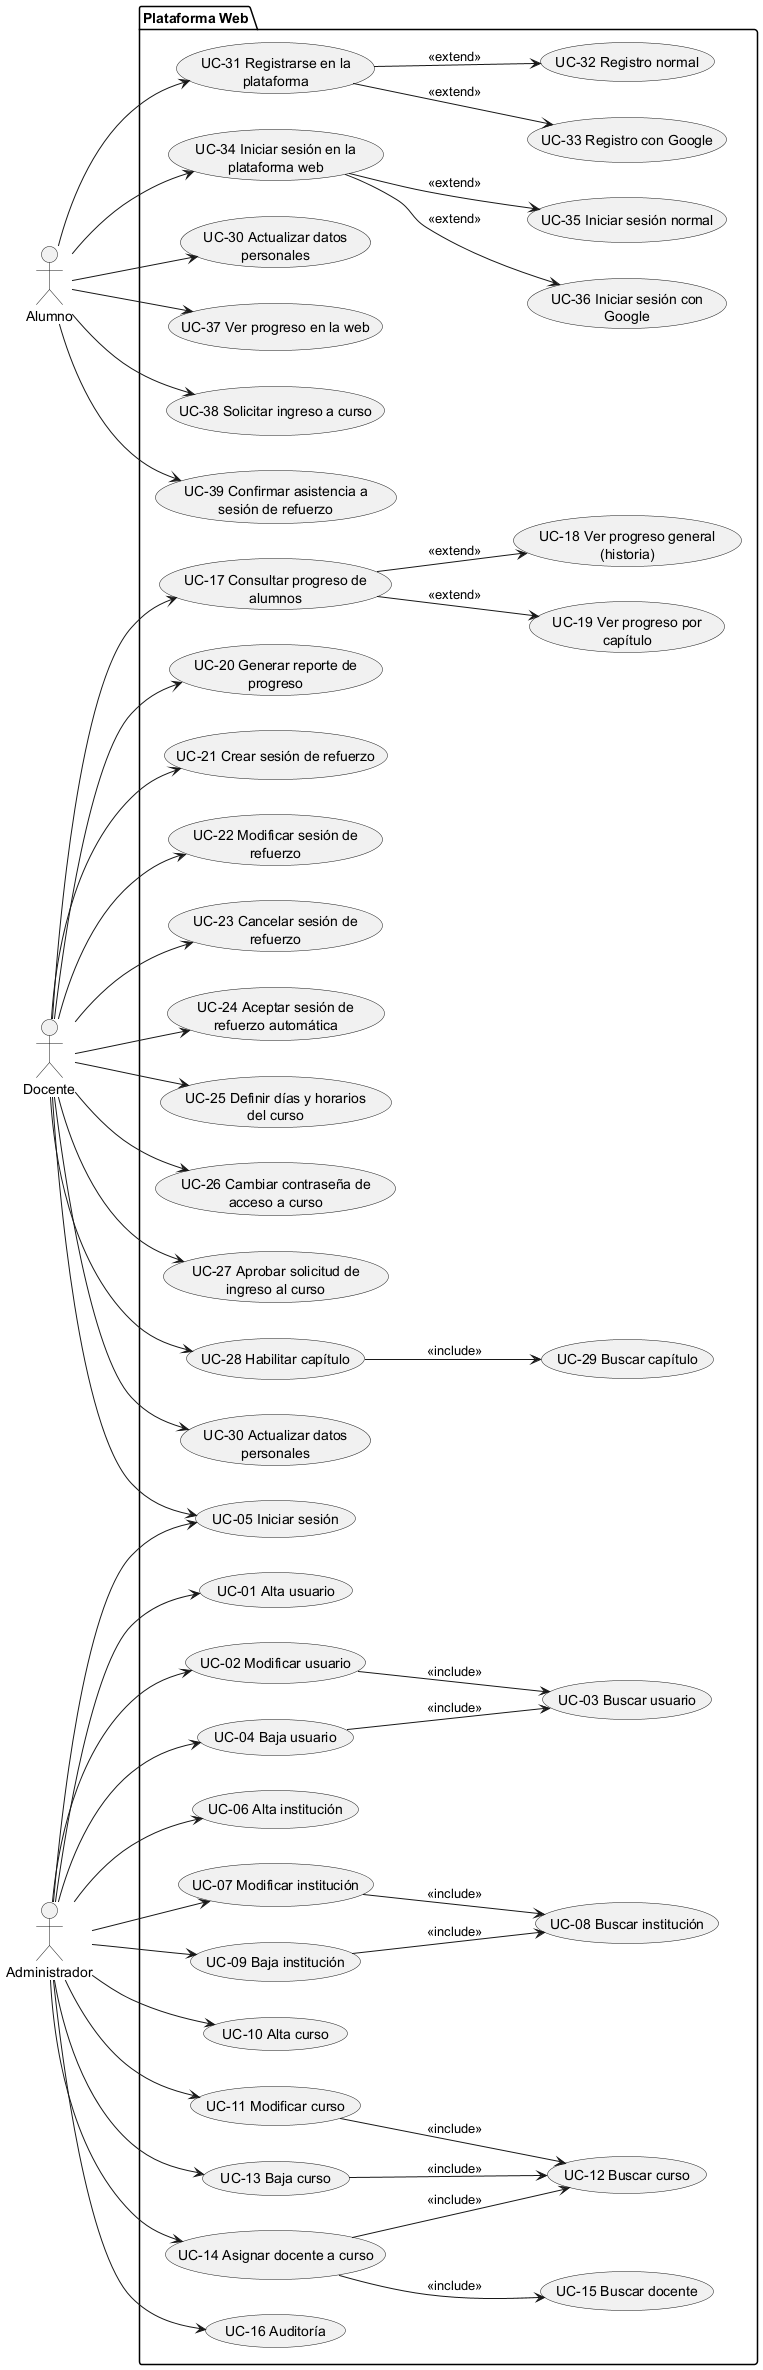 Plataforma Web
UC-31 Registrarse en la
plataforma
«extend»
UC-32 Registro normal
«extend»
UC-33 Registro con Google
UC-34 Iniciar sesión en la
plataforma web
«extend»
UC-35 Iniciar sesión normal
«extend»
UC-36 Iniciar sesión con
Google
UC-30 Actualizar datos
personales
Alumno
UC-37 Ver progreso en la web
UC-38 Solicitar ingreso a curso
UC-39 Confirmar asistencia a
sesión de refuerzo
UC-17 Consultar progreso de
alumnos
«extend»
UC-18 Ver progreso general
(historia)
«extend»
UC-19 Ver progreso por
capítulo
UC-20 Generar reporte de
progreso
UC-21 Crear sesión de refuerzo
UC-22 Modificar sesión de
refuerzo
UC-23 Cancelar sesión de
refuerzo
UC-24 Aceptar sesión de
refuerzo automática
Docente
UC-25 Definir días y horarios
del curso
UC-26 Cambiar contraseña de
acceso a curso
UC-27 Aprobar solicitud de
ingreso al curso
UC-28 Habilitar capítulo
«include»
UC-29 Buscar capítulo
UC-30 Actualizar datos
personales
UC-05 Iniciar sesión
UC-01 Alta usuario
UC-02 Modificar usuario
«include»
UC-03 Buscar usuario
UC-04 Baja usuario
«include»
UC-06 Alta institución
UC-07 Modificar institución
«include»
UC-08 Buscar institución
«include»
UC-09 Baja institución
Administrador
UC-10 Alta curso
UC-11 Modificar curso
«include»
UC-13 Baja curso
«include»
UC-12 Buscar curso
«include»
UC-14 Asignar docente a curso
«include»
UC-15 Buscar docente
UC-16 Auditoría